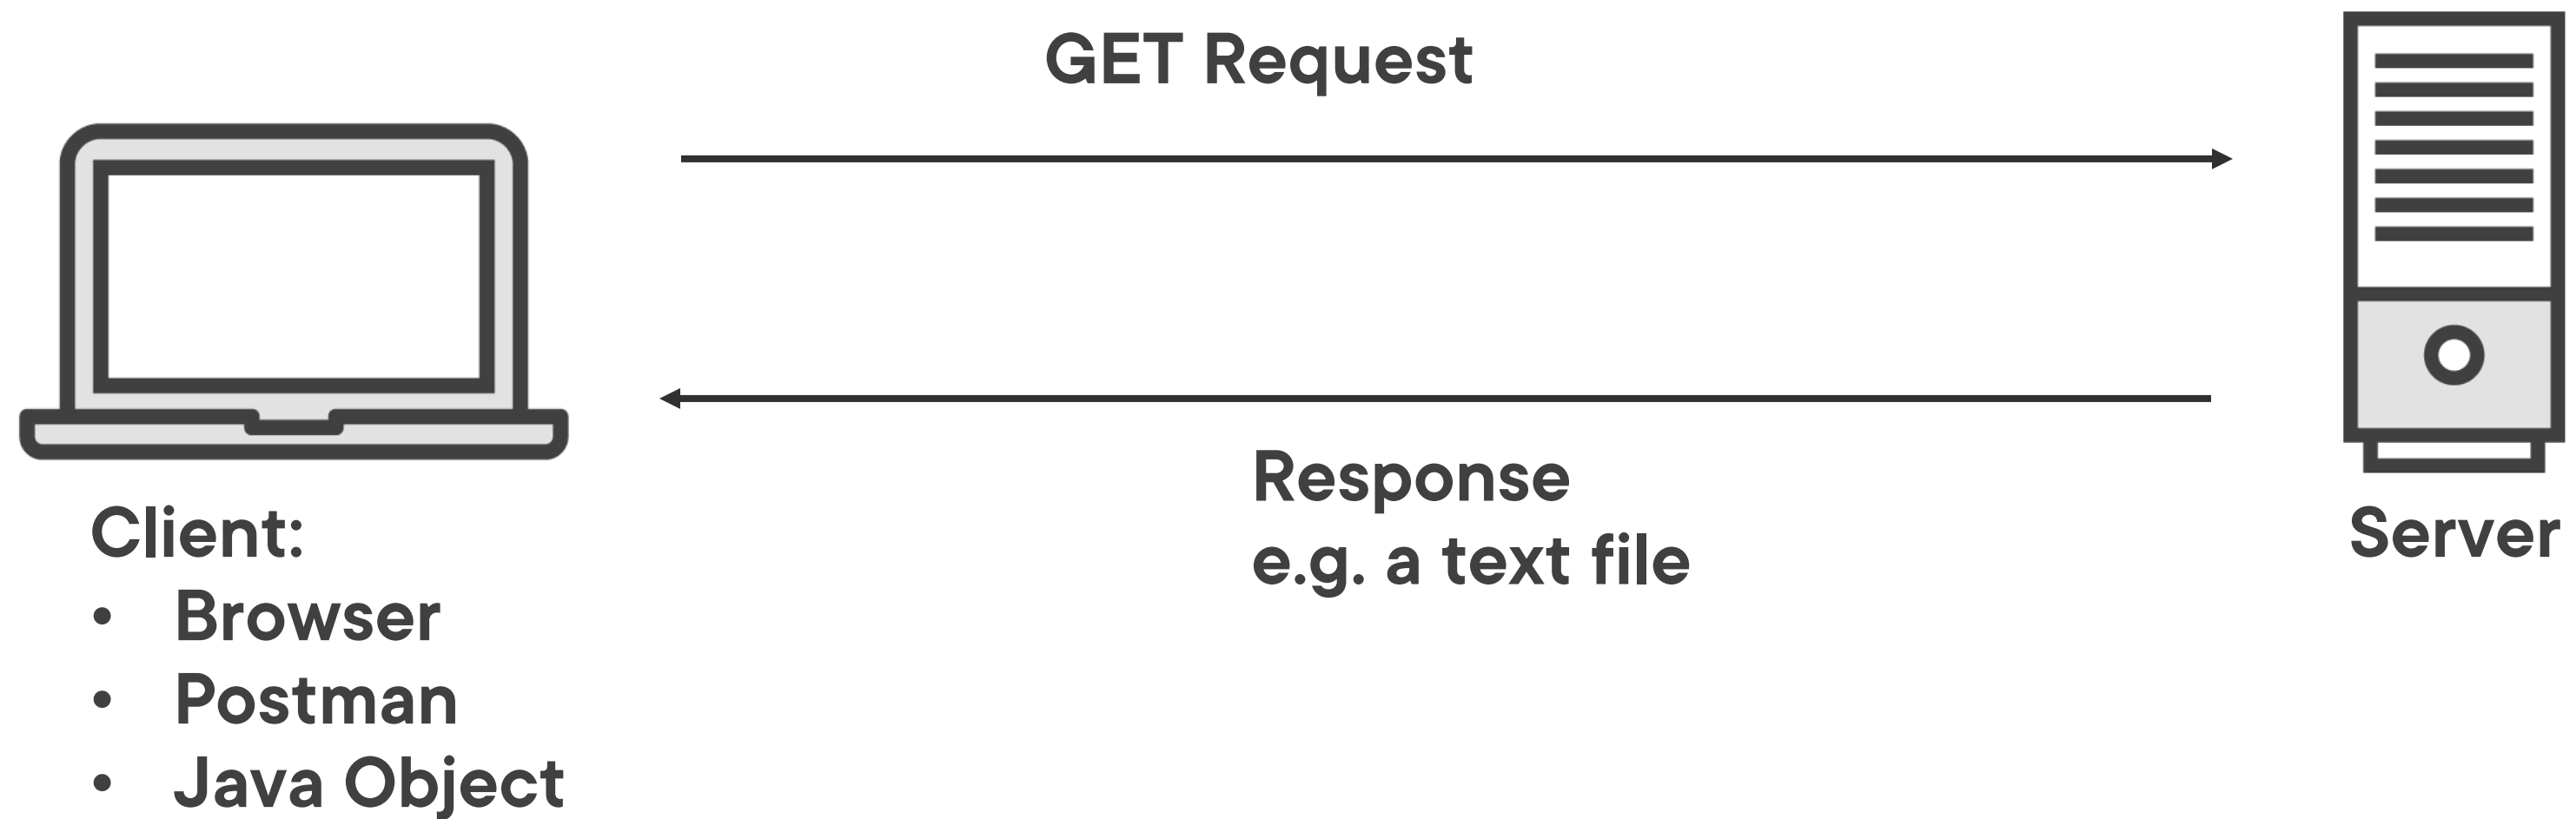 GET Request
Response
e.g. a text file
Client:
• Browser
• Postman
• Java Object
Server